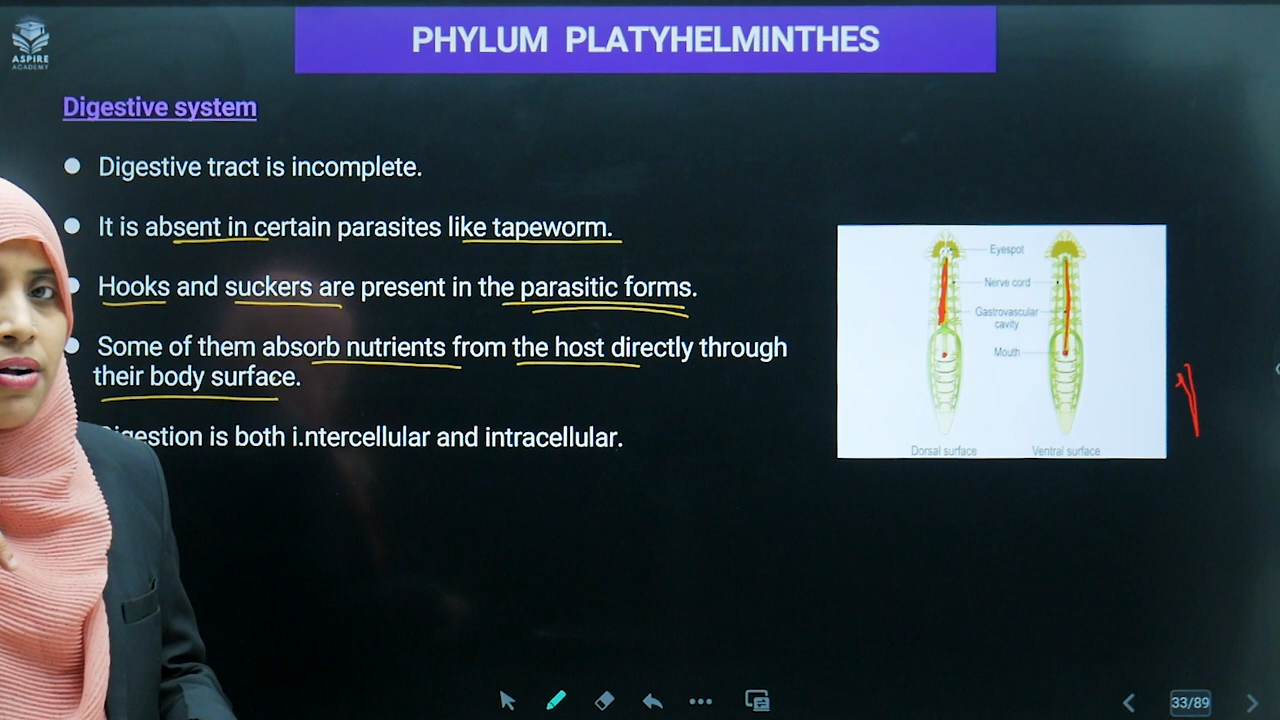 ASPIRE
ACADEMY
PHYLUM PLATYHELMINTHES
Digestive system
Digestive tract is incomplete.
It is absent in certain parasites like tapeworm.
Hooks and suckers are present in the parasitic forms.
Some of them absorb nutrients from the host directly through
their body surface.
Digestion is both i.ntercellular and intracellular.
Eyespot
Nerve cord
Gastrovascular
cavity
Mouth
Dorsal surface
Ventral surface
33/89